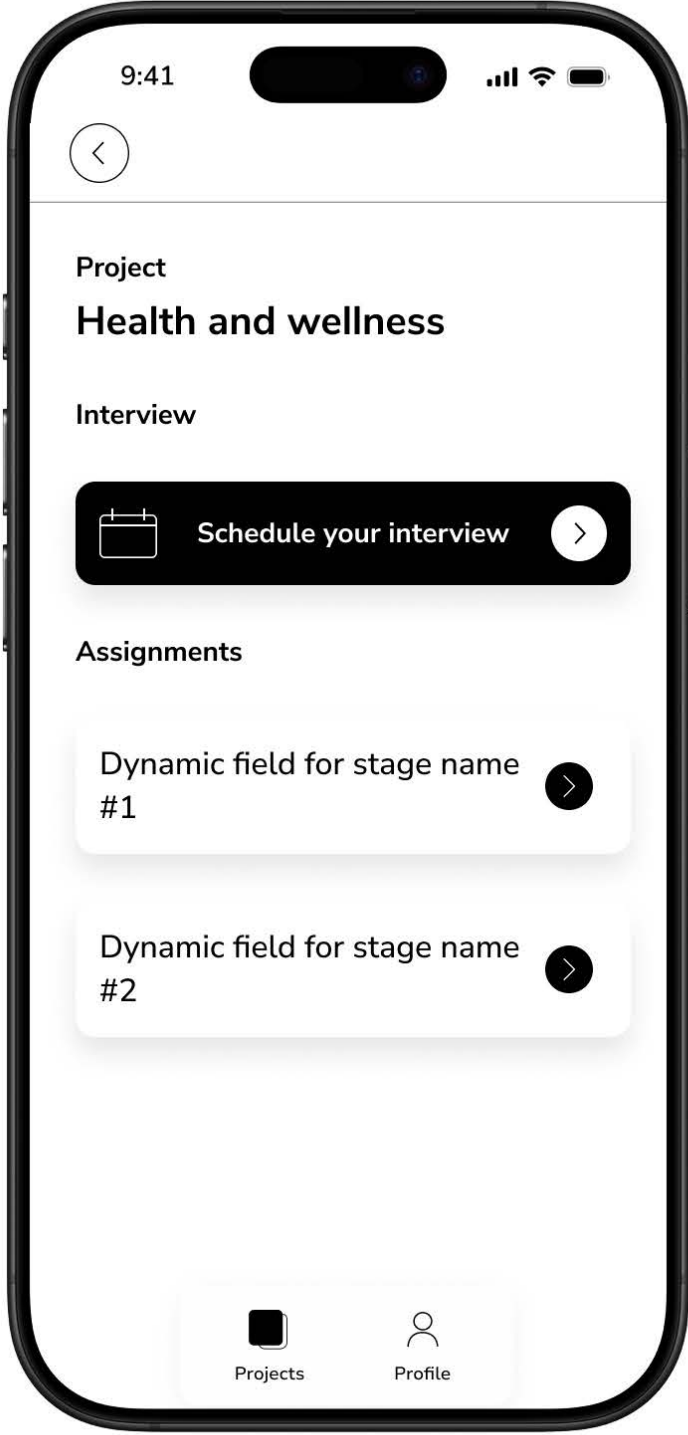 9:41
Project
Health and wellness
Interview
Schedule your interview
Assignments
Dynamic field for stage name
#1
Dynamic field for stage name
#2
Projects
Profile